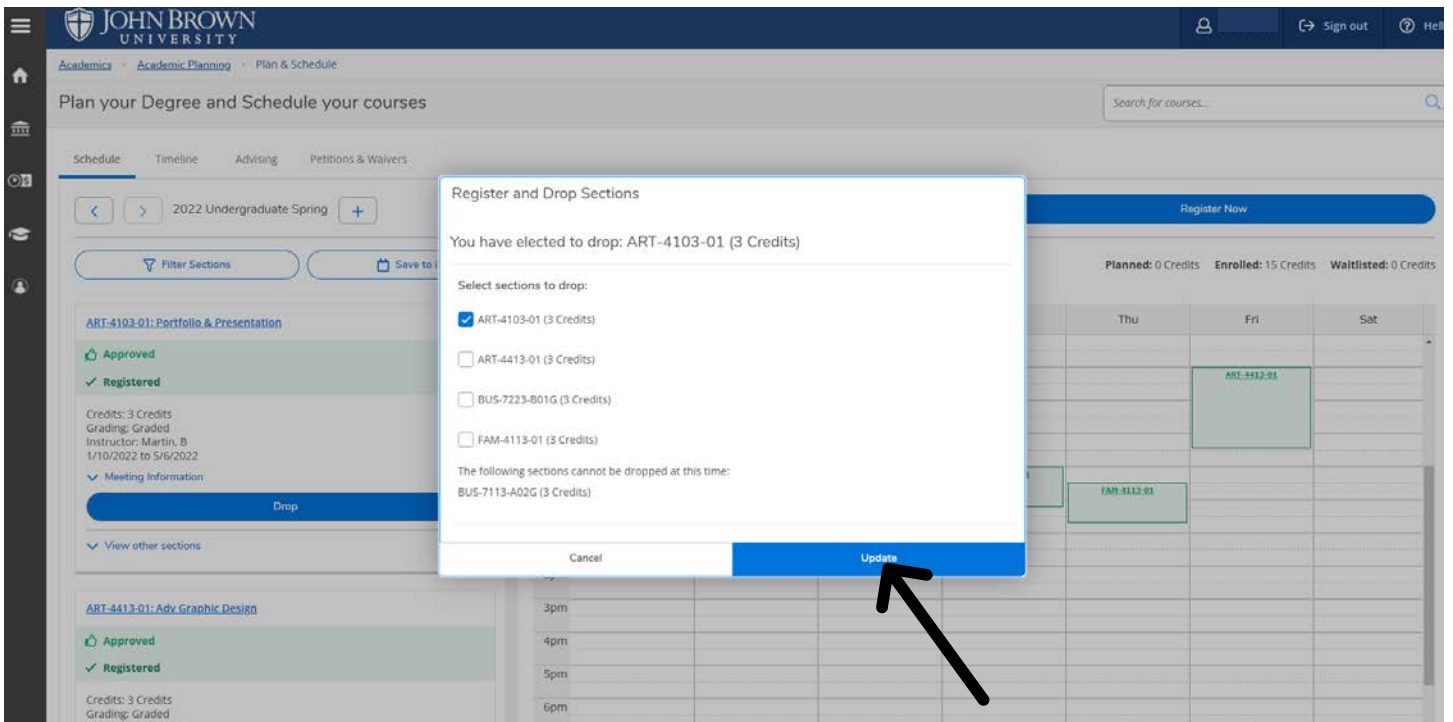 JOHN BROWN
UNIVERSITY
Sign out
Hel
Academics
Academic Planning
Plan & Schedule
Plan your Degree and Schedule your courses
Search for courses...
Schedule
Timeline
Advising
Petitions & Waivers
2022 Undergraduate Spring
Register Now
Filter Sections
Save to
Planned: 0 Credits
Enrolled: 15 Credits
Waitlisted: 0 Credits
ART-4103-01: Portfolio & Presentation
Approved
Registered
Credits: 3 Credits
Grading: Graded
Instructor: Martin, B
1/10/2022 to 5/6/2022
Meeting Information
Drop
View other sections
ART-4413-01: Adv Graphic Design
Approved
Registered
Credits: 3 Credits
Grading: Graded
Register and Drop Sections
You have elected to drop: ART-4103-01 (3 Credits)
Select sections to drop:
ART-4103-01 (3 Credits)
ART-4413-01 (3 Credits)
BUS-7223-B01G (3 Credits)
FAM-4113-01 (3 Credits)
The following sections cannot be dropped at this time:
BUS-7113-A02G (3 Credits)
Cancel
Update
Thu
Fri
Sat
ART-4413-01
FAM-4113-01
3pm
4pm
5pm
6pm